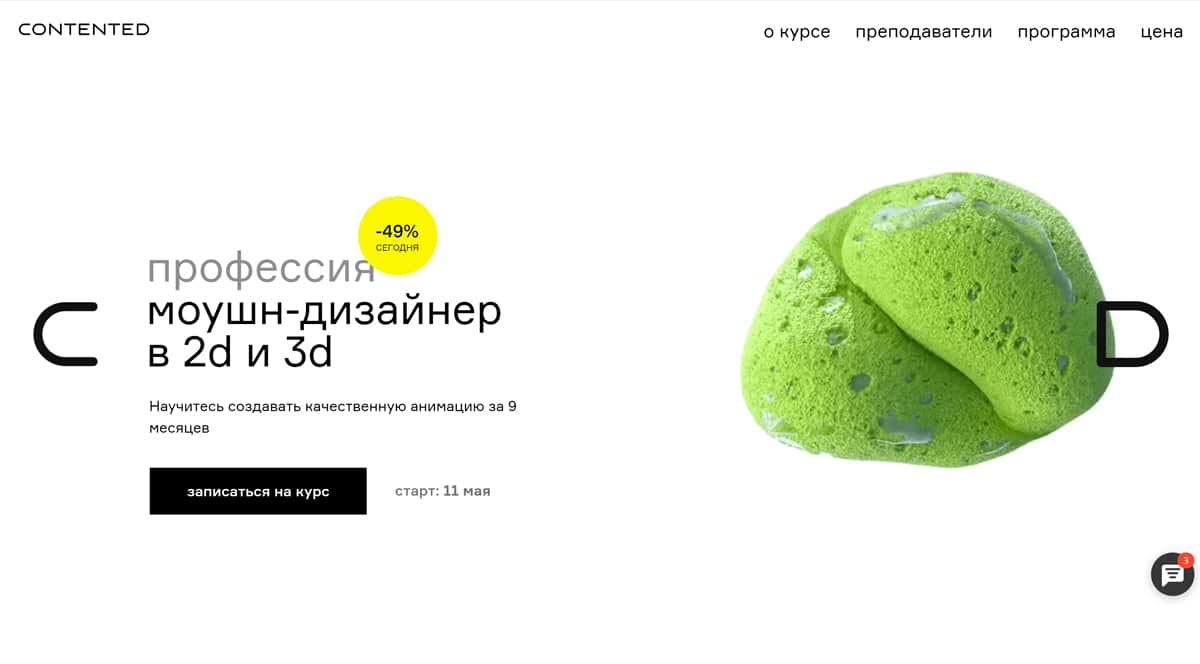 CONTENTED
о курсе преподаватели программа цена
-49%
СЕГОДНЯ
профессия
моушн-дизайнер
в 2d и 3d
C
D
Научитесь создавать качественную анимацию за 9
месяцев
записаться на курс
старт: 11 мая
3